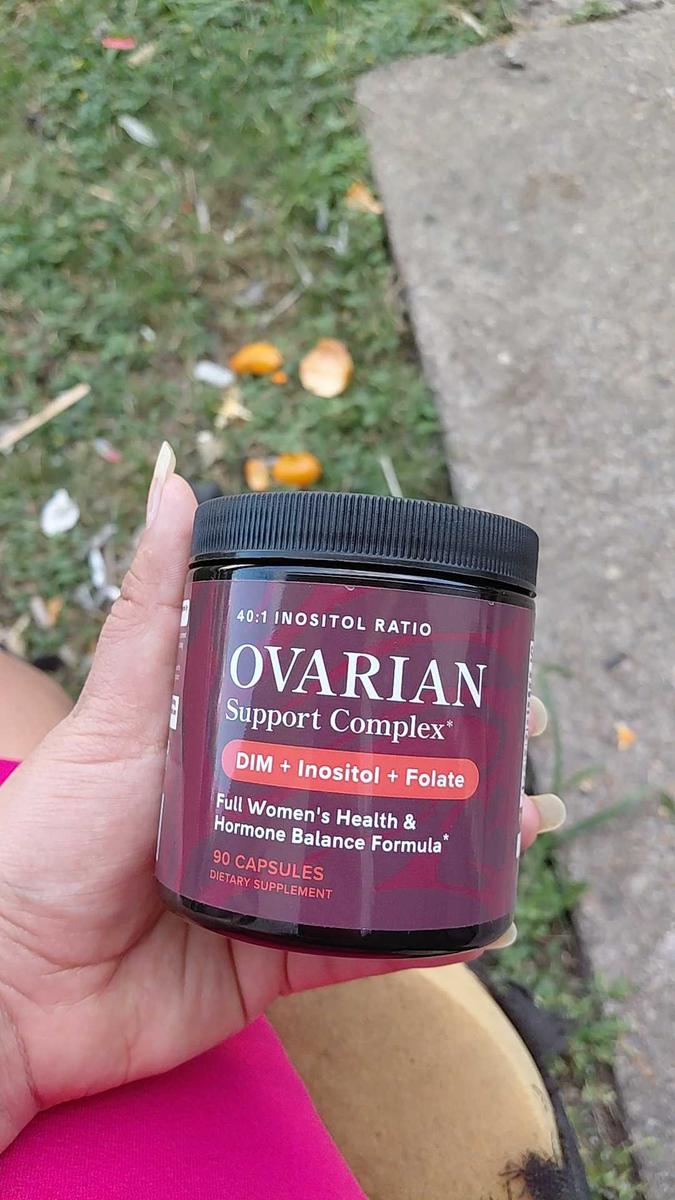 40:1 INOSITOL RATIO
OVARIAN
Support Complex*
DIM + Inositol + Folate
Full Women's Health &
Hormone Balance Formula*
90 CAPSULES
DIETARY SUPPLEMENT